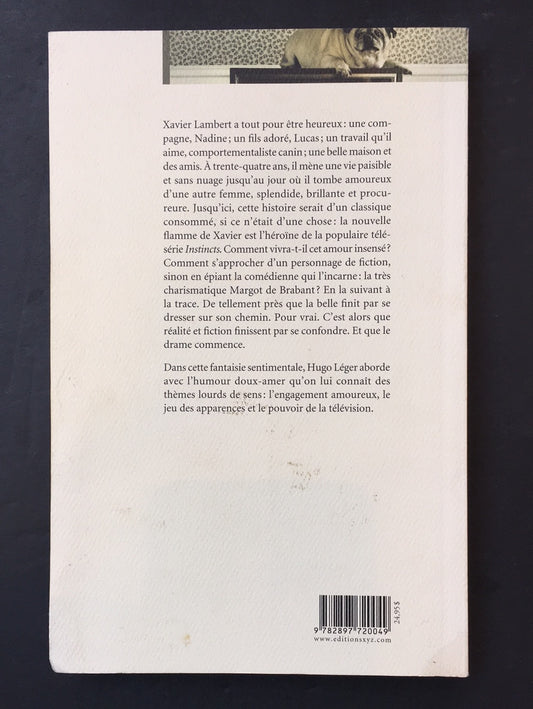 Xavier Lambert a tout pour être heureux : une com-
pagne, Nadine ; un fils adoré, Lucas ; un travail qu'il
aime, comportementaliste canin ; une belle maison et
des amis. À trente-quatre ans, il mène une vie paisible
et sans nuage jusqu'au jour où il tombe amoureux
d'une autre femme, splendide, brillante et procu-
reure. Jusqu'ici, cette histoire serait d'un classique
consommé, si ce n'était d'une chose : la nouvelle
flamme de Xavier est l'héroïne de la populaire télé-
série Instincts. Comment vivra-t-il cet amour insensé ?
Comment s'approcher d'un personnage de fiction,
sinon en épiant la comédienne qui l'incarne : la très
charismatique Margot de Brabant ? En la suivant à
la trace. De tellement près que la belle finit par se
dresser sur son chemin. Pour vrai. C'est alors que
réalité et fiction finissent par se confondre. Et que le
drame commence.
Dans cette fantaisie sentimentale, Hugo Léger aborde
avec l'humour doux-amer qu'on lui connaît des
thèmes lourds de sens : l'engagement amoureux, le
jeu des apparences et le pouvoir de la télévision.
24,95 $
9 782897 720049
www.editionsxyz.com